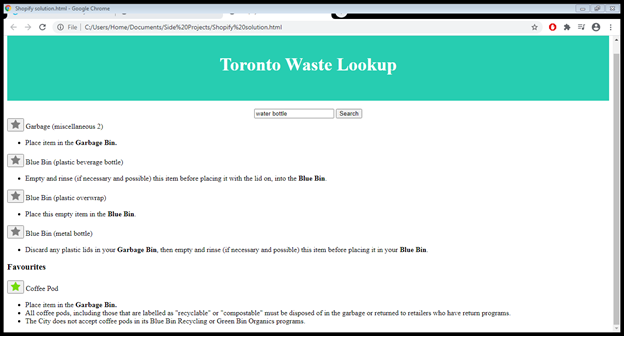 Shopify solution.html - Google Chrome
File | C:/Users/Home/Documents/Side%20Projects/Shopify%20solution.html
Toronto Waste Lookup
water bottle Search
Garbage (miscellaneous 2)
• Place item in the Garbage Bin.
Blue Bin (plastic beverage bottle)
• Empty and rinse (if necessary and possible) this item before placing it with the lid on, into the Blue Bin.
Blue Bin (plastic overwrap)
• Place this empty item in the Blue Bin.
Blue Bin (metal bottle)
• Discard any plastic lids in your Garbage Bin, then empty and rinse (if necessary and possible) this item before placing it in your Blue Bin.
Favourites
Coffee Pod
• Place item in the Garbage Bin.
• All coffee pods, including those that are labelled as "recyclable" or "compostable" must be disposed of in the garbage or returned to retailers who have return programs.
• The City does not accept coffee pods in its Blue Bin Recycling or Green Bin Organics programs.